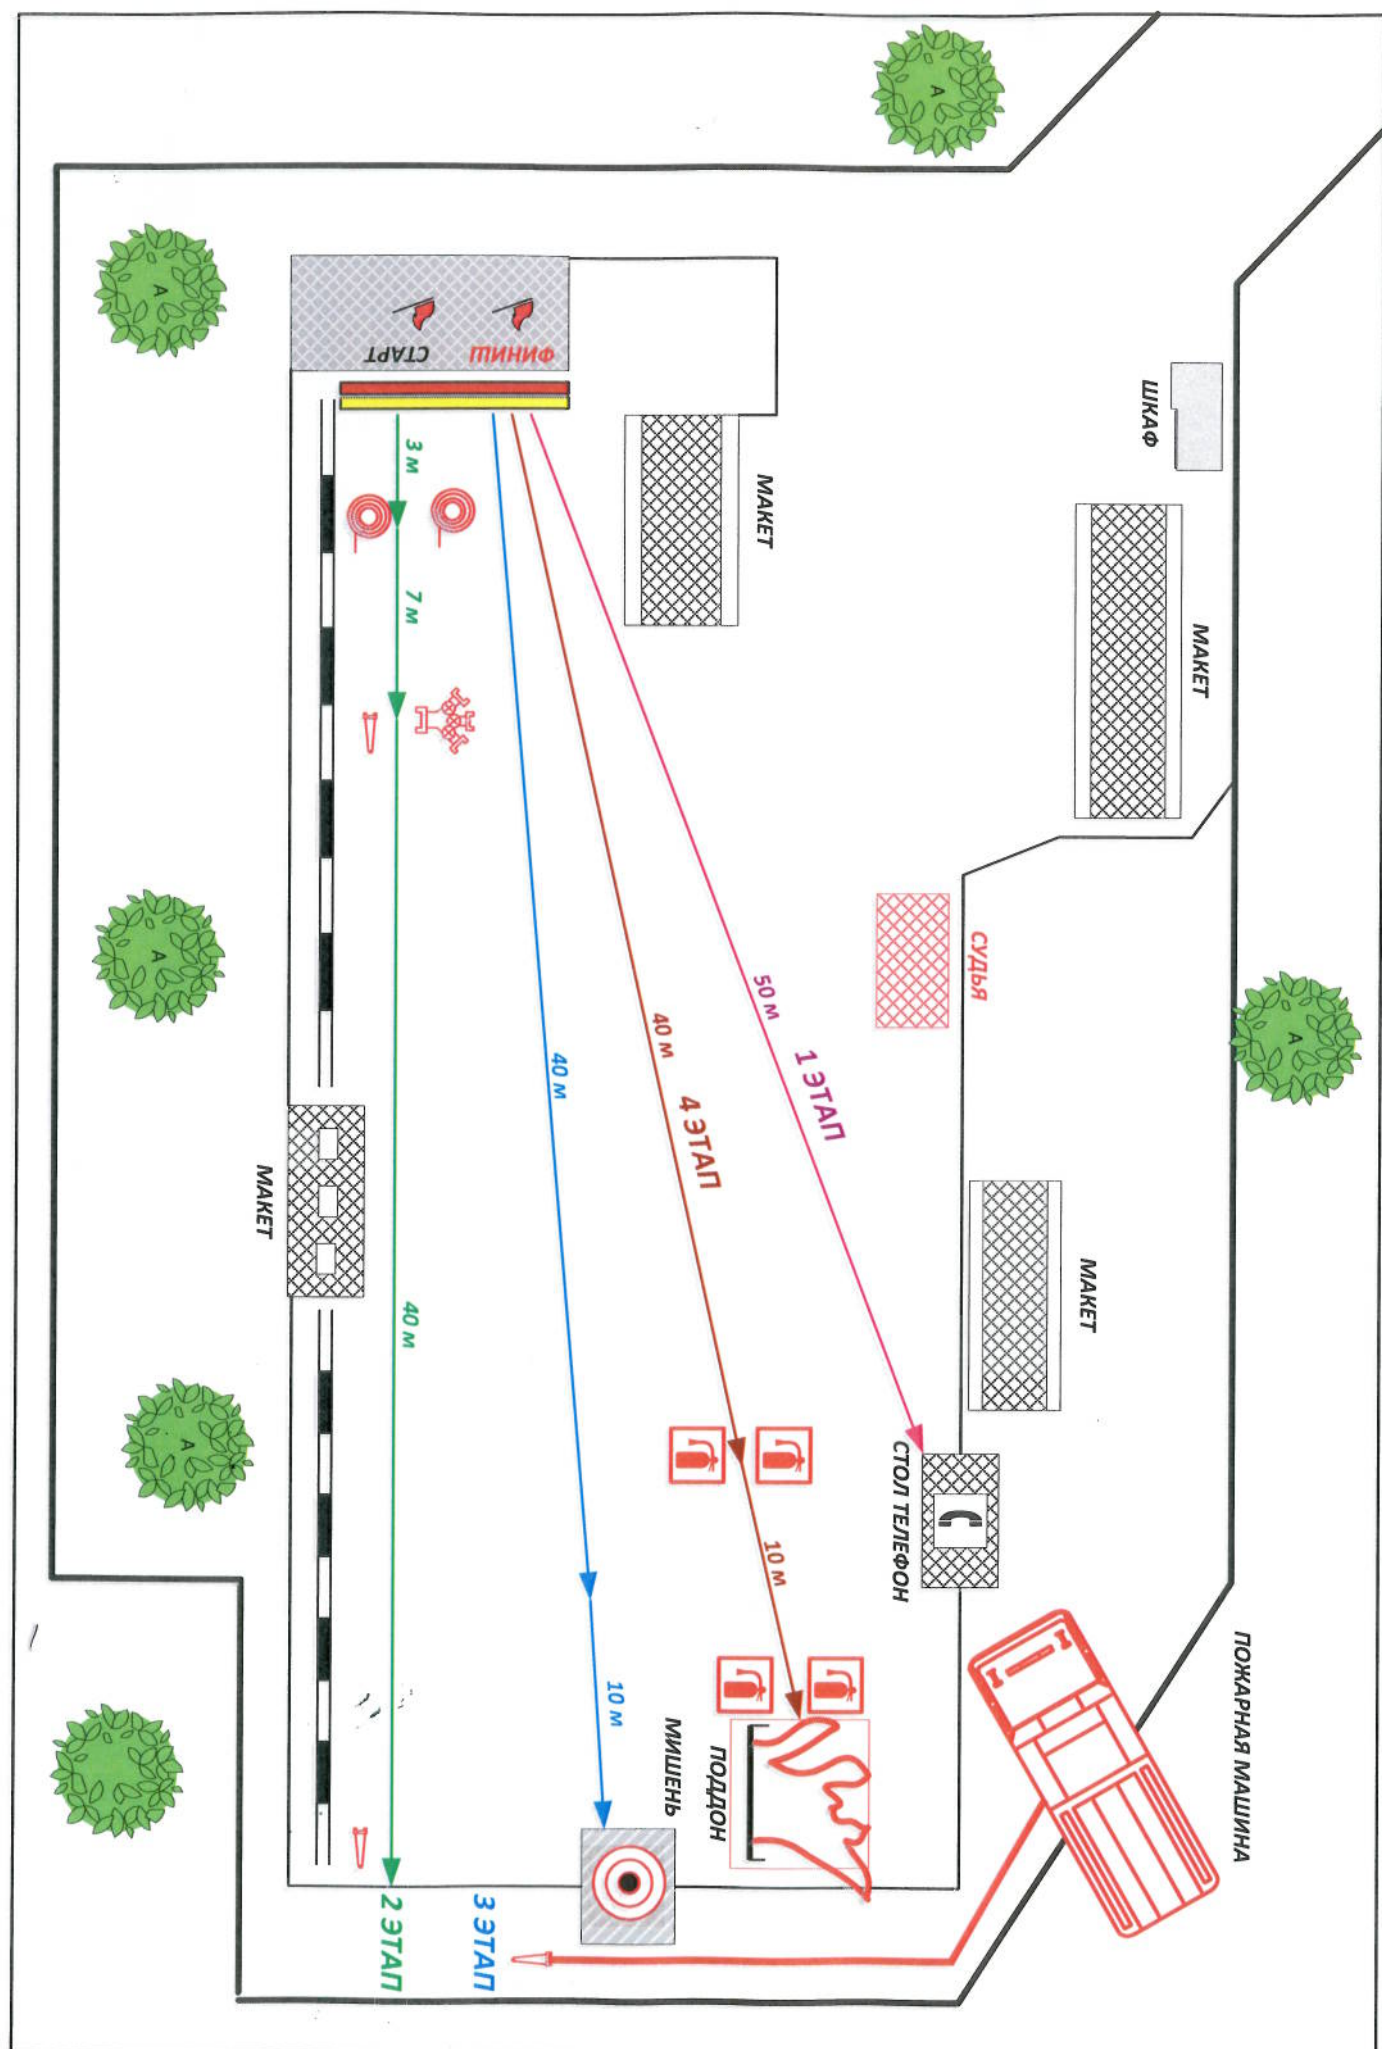 А
ПОЖАРНАЯ МАШИНА
МАКЕТ
ШКАФ
МАКЕТ
СУДЬЯ
А
СТОЛ ТЕЛЕФОН
1 ЭТАП
50 м
10 м
МАКЕТ
ПОДДОН
4 ЭТАП
МИШЕНЬ
40 м
10 м
40 м
ФИНИШ
3 ЭТАП
СТАРТ
3 м
7 м
40 м
2 ЭТАП
МАКЕТ
А
А
А